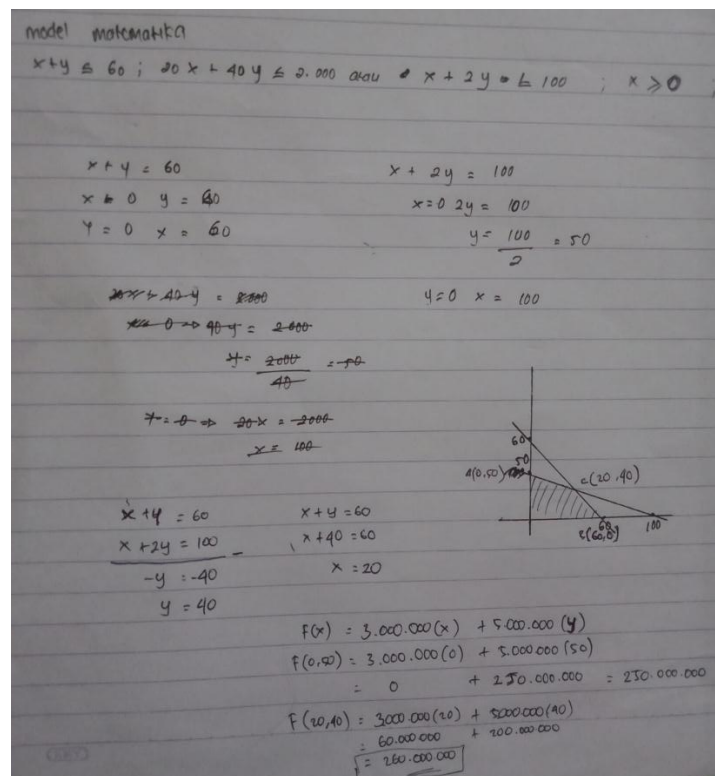 model matematika
x+y ≤ 60 ; 20x + 40y ≤ 2.000 atau x + 2y ≤ 100 ; x ≥ 0 ;
x + y = 60
x = 0 y = 60
y = 0 x = 60
x + 2y = 100
x=0 2y = 100
y = 100/2 = 50
y=0 x = 100
20x + 40y = 2000
x = 0 => 40y = 2000
y = 2000/40 = 50
y = 0 => 20x = 2000
x = 100
x + y = 60
x + 2y = 100 -
-y = -40
y = 40
x + y = 60
x + 40 = 60
x = 20
60
50
A(0,50)
C(20,40)
60
100
(60,0)
F(x) = 3.000.000(x) + 5.000.000(y)
F(0,50) = 3.000.000(0) + 5.000.000(50)
= 0 + 250.000.000 = 250.000.000
F(20,40) = 3000.000(20) + 5000.000(40)
= 60.000.000 + 200.000.000
= 260.000.000